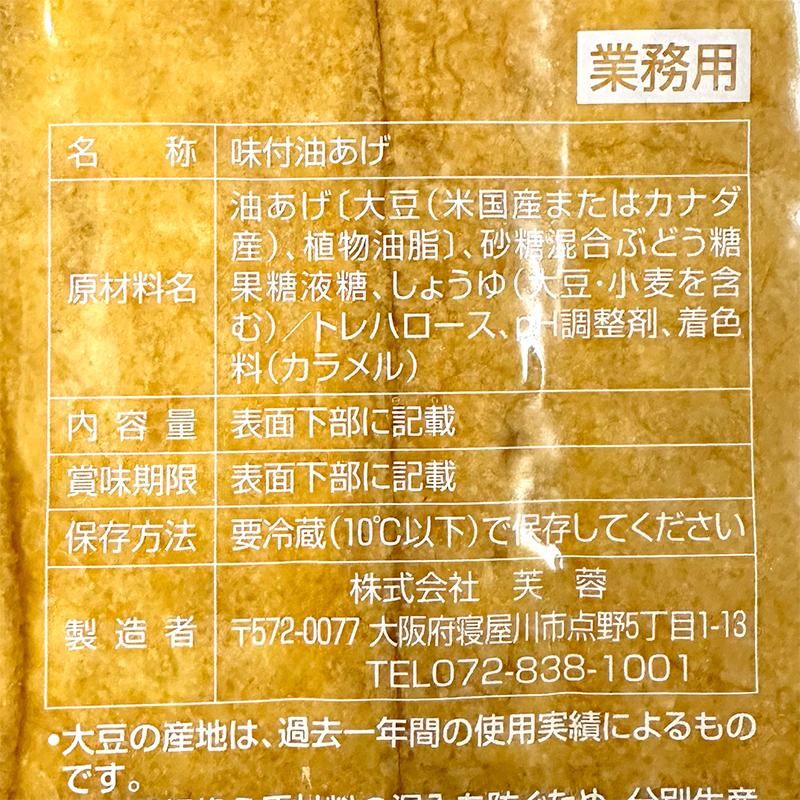 業務用
名称 味付油あげ
原材料名 油あげ〔大豆(米国産またはカナダ
産)、植物油脂〕、砂糖混合ぶどう糖
果糖液糖、しょうゆ(大豆・小麦を含
む)/トレハロース、pH調整剤、着色
料(カラメル)
内容量 表面下部に記載
賞味期限 表面下部に記載
保存方法 要冷蔵(10℃以下)で保存してください
製造者 株式会社 芙蓉
〒572-0077 大阪府寝屋川市点野5丁目1-13
TEL072-838-1001
•大豆の産地は、過去一年間の使用実績によるもの
です。